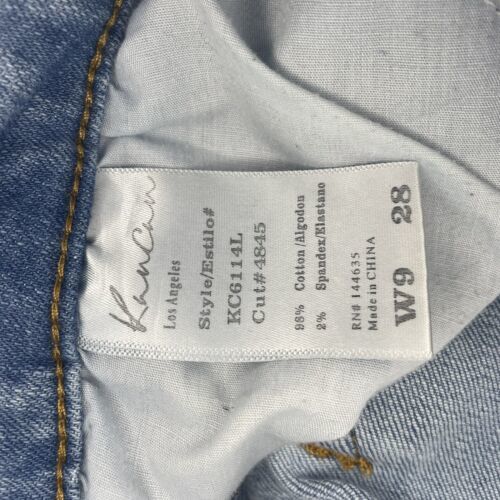 KanCan
Los Angeles
Style/Estilo#
KC6114L
Cut#4845
98% Cotton/Algodon
2% Spandex/Elastano
RN# 144635
Made in CHINA
W9 28